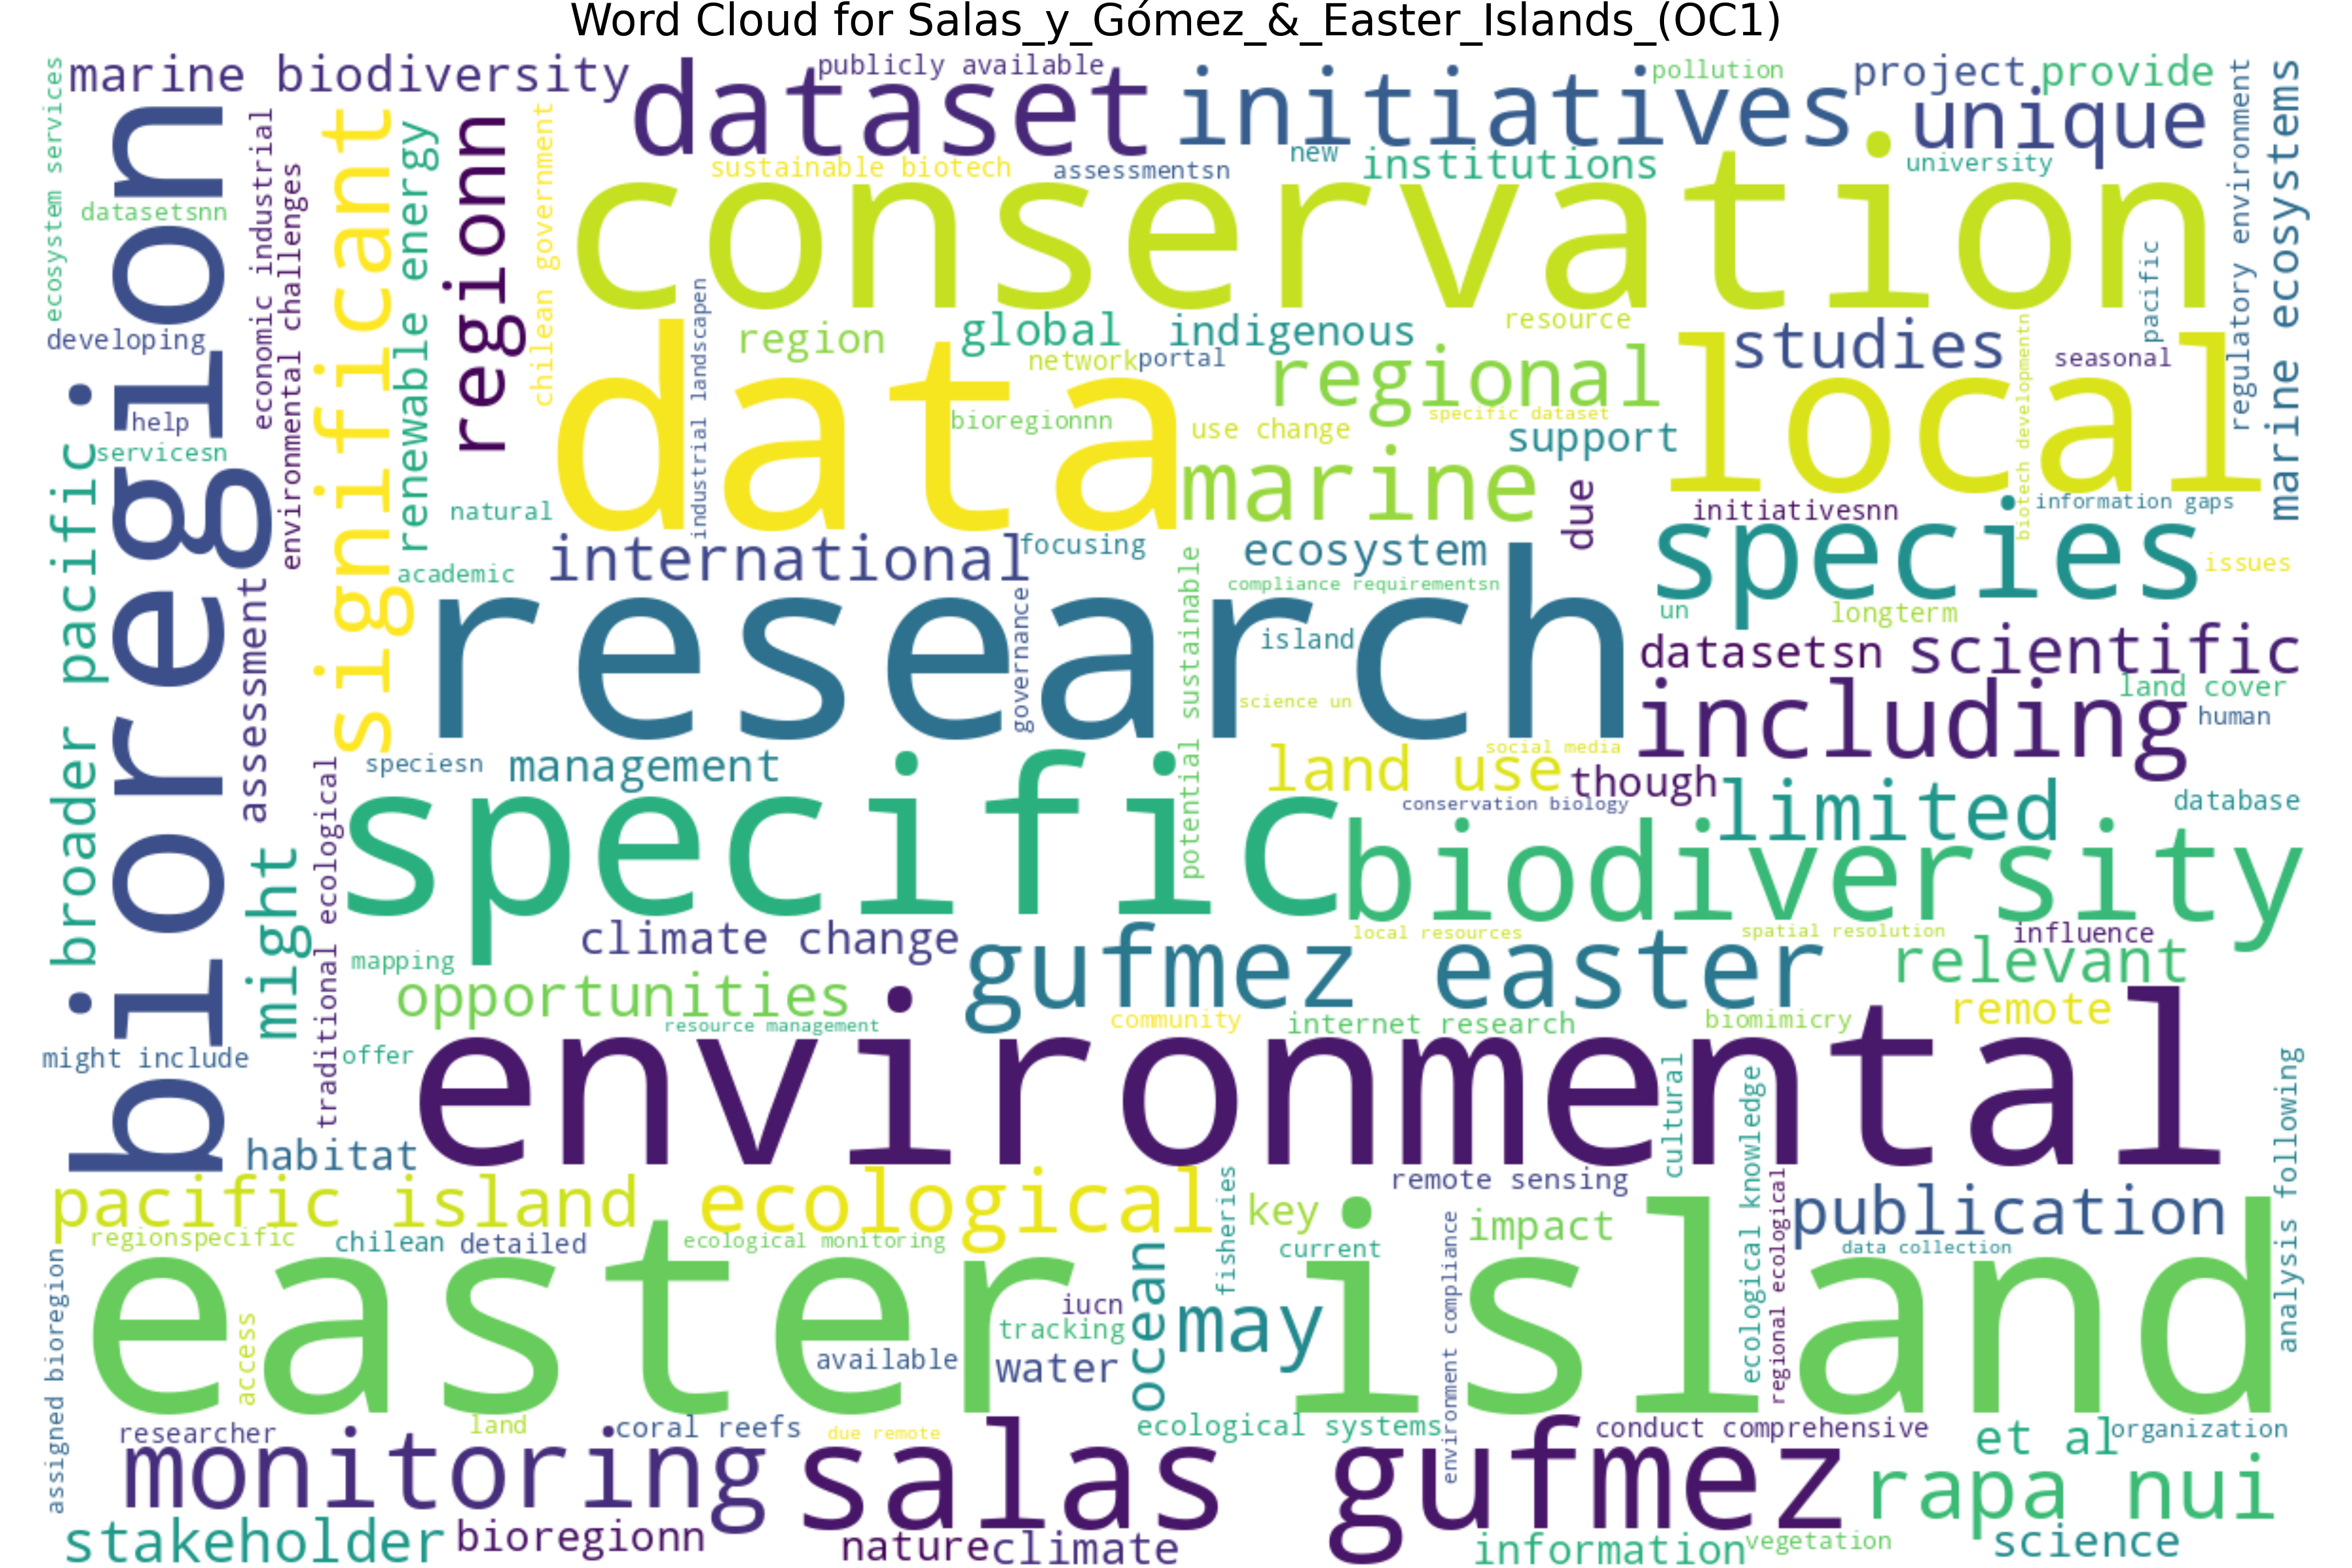 Word Cloud for Salas_y_Gómez_&_Easter_Islands_(OC1)
marine biodiversity
dataset
publicly available
initiatives
pollution
project
provide
unique
regulatory environment
marine ecosystems
ecosystem services
bioregion
economic industrial
environmental challenges
significant
renewable energy
regionn
chilean government
sustainable biotech
assessmentsn
new
institutions
university
datasetsnn
conservation
pacific
developing
industrial landscapen
region
global
indigenous
resource
studies
biotech developmentn
seasonal
network
portal
data
regional
local
help
bioregionnn
use change
specific dataset
support
servicesn
broader pacific
marine
due
natural
initiativesnn
information gaps
international
focusing
ecosystem
species
issues
academic
compliance requirementsn
potential sustainable
assessment
research
governance
island
un
longterm
datasetsn
scientific
science un
including
land cover
human
speciesn
management
land use
social media
though
conservation biology
limited
database
traditional ecological
specific
biodiversity
might
climate change
local resources
spatial resolution
influence
mapping
gufmez easter
relevant
opportunities
remote
resource management
community
internet research
biomimicry
might include
offer
environmental
cultural
ecological knowledge
analysis following
habitat
pacific island
ecological
fisheries
remote sensing
regional ecological
key
publication
impact
regionspecific
chilean
detailed
ecological monitoring
current
data collection
assigned bioregion
easter island
access
ocean
environment compliance
iucn
tracking
may
available
water
researcher
land
coral reefs
due remote
ecological systems
conduct comprehensive
et al
organization
monitoring
salas gufmez
rapa nui
stakeholder
bioregionn
nature
climate
information
vegetation
science